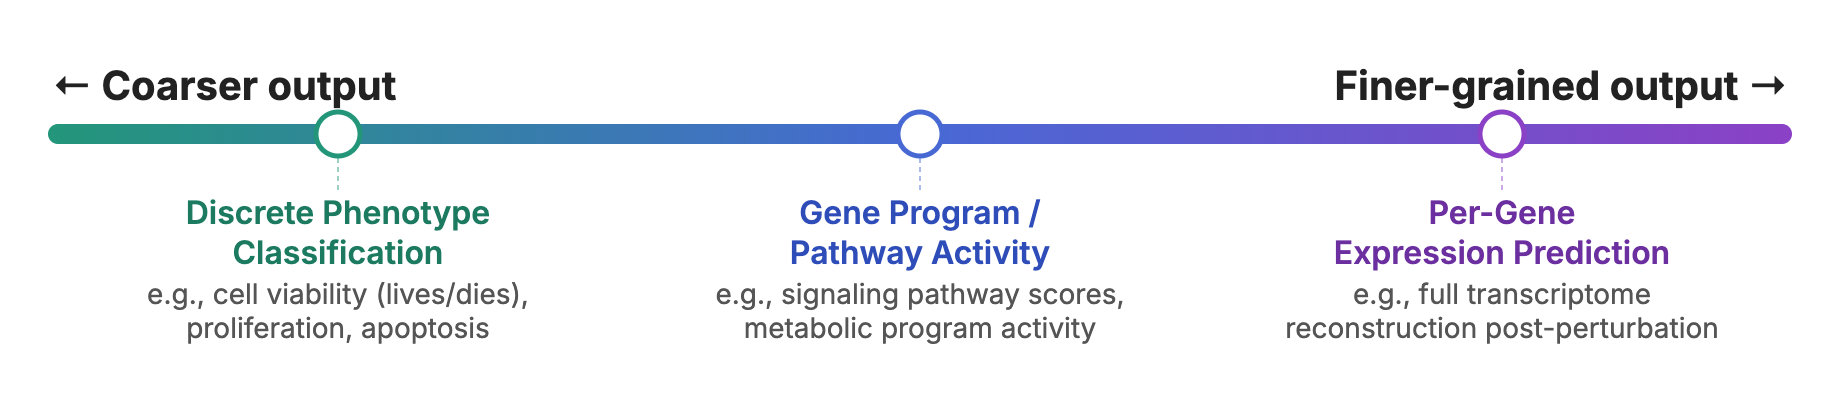 ← Coarser output
Finer-grained output →
Discrete Phenotype
Classification
e.g., cell viability (lives/dies),
proliferation, apoptosis
Gene Program /
Pathway Activity
e.g., signaling pathway scores,
metabolic program activity
Per-Gene
Expression Prediction
e.g., full transcriptome
reconstruction post-perturbation